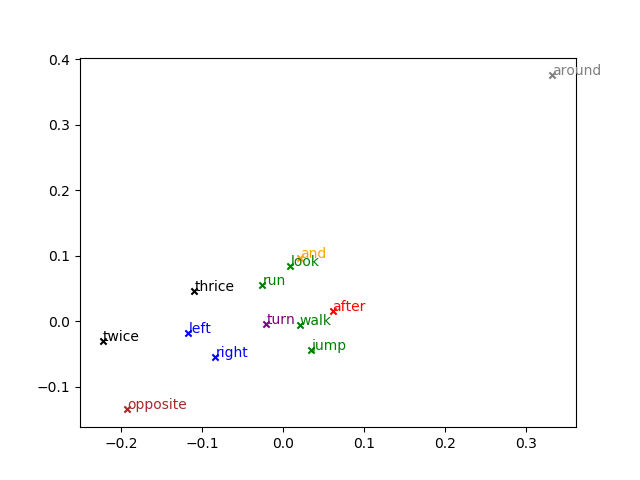 0.4
around
0.3
0.2
0.1
and
look
run
thrice
after
0.0
turn
walk
left
twice
jump
right
−0.1
opposite
−0.2
−0.1
0.0
0.1
0.2
0.3